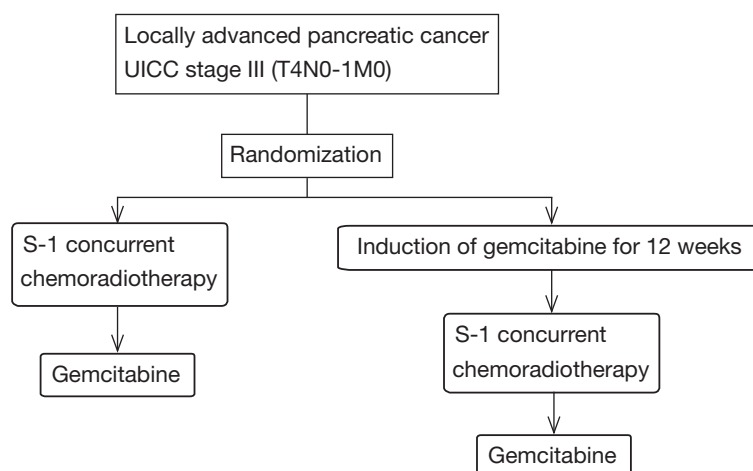 Locally advanced pancreatic cancer
UICC stage III (T4N0-1M0)
Randomization
S-1 concurrent
chemoradiotherapy
Gemcitabine
Induction of gemcitabine for 12 weeks
S-1 concurrent
chemoradiotherapy
Gemcitabine